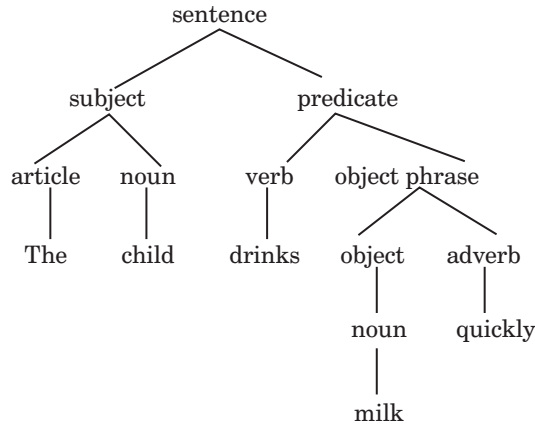 sentence
subject predicate
article noun verb object phrase
The child drinks object adverb
noun quickly
milk